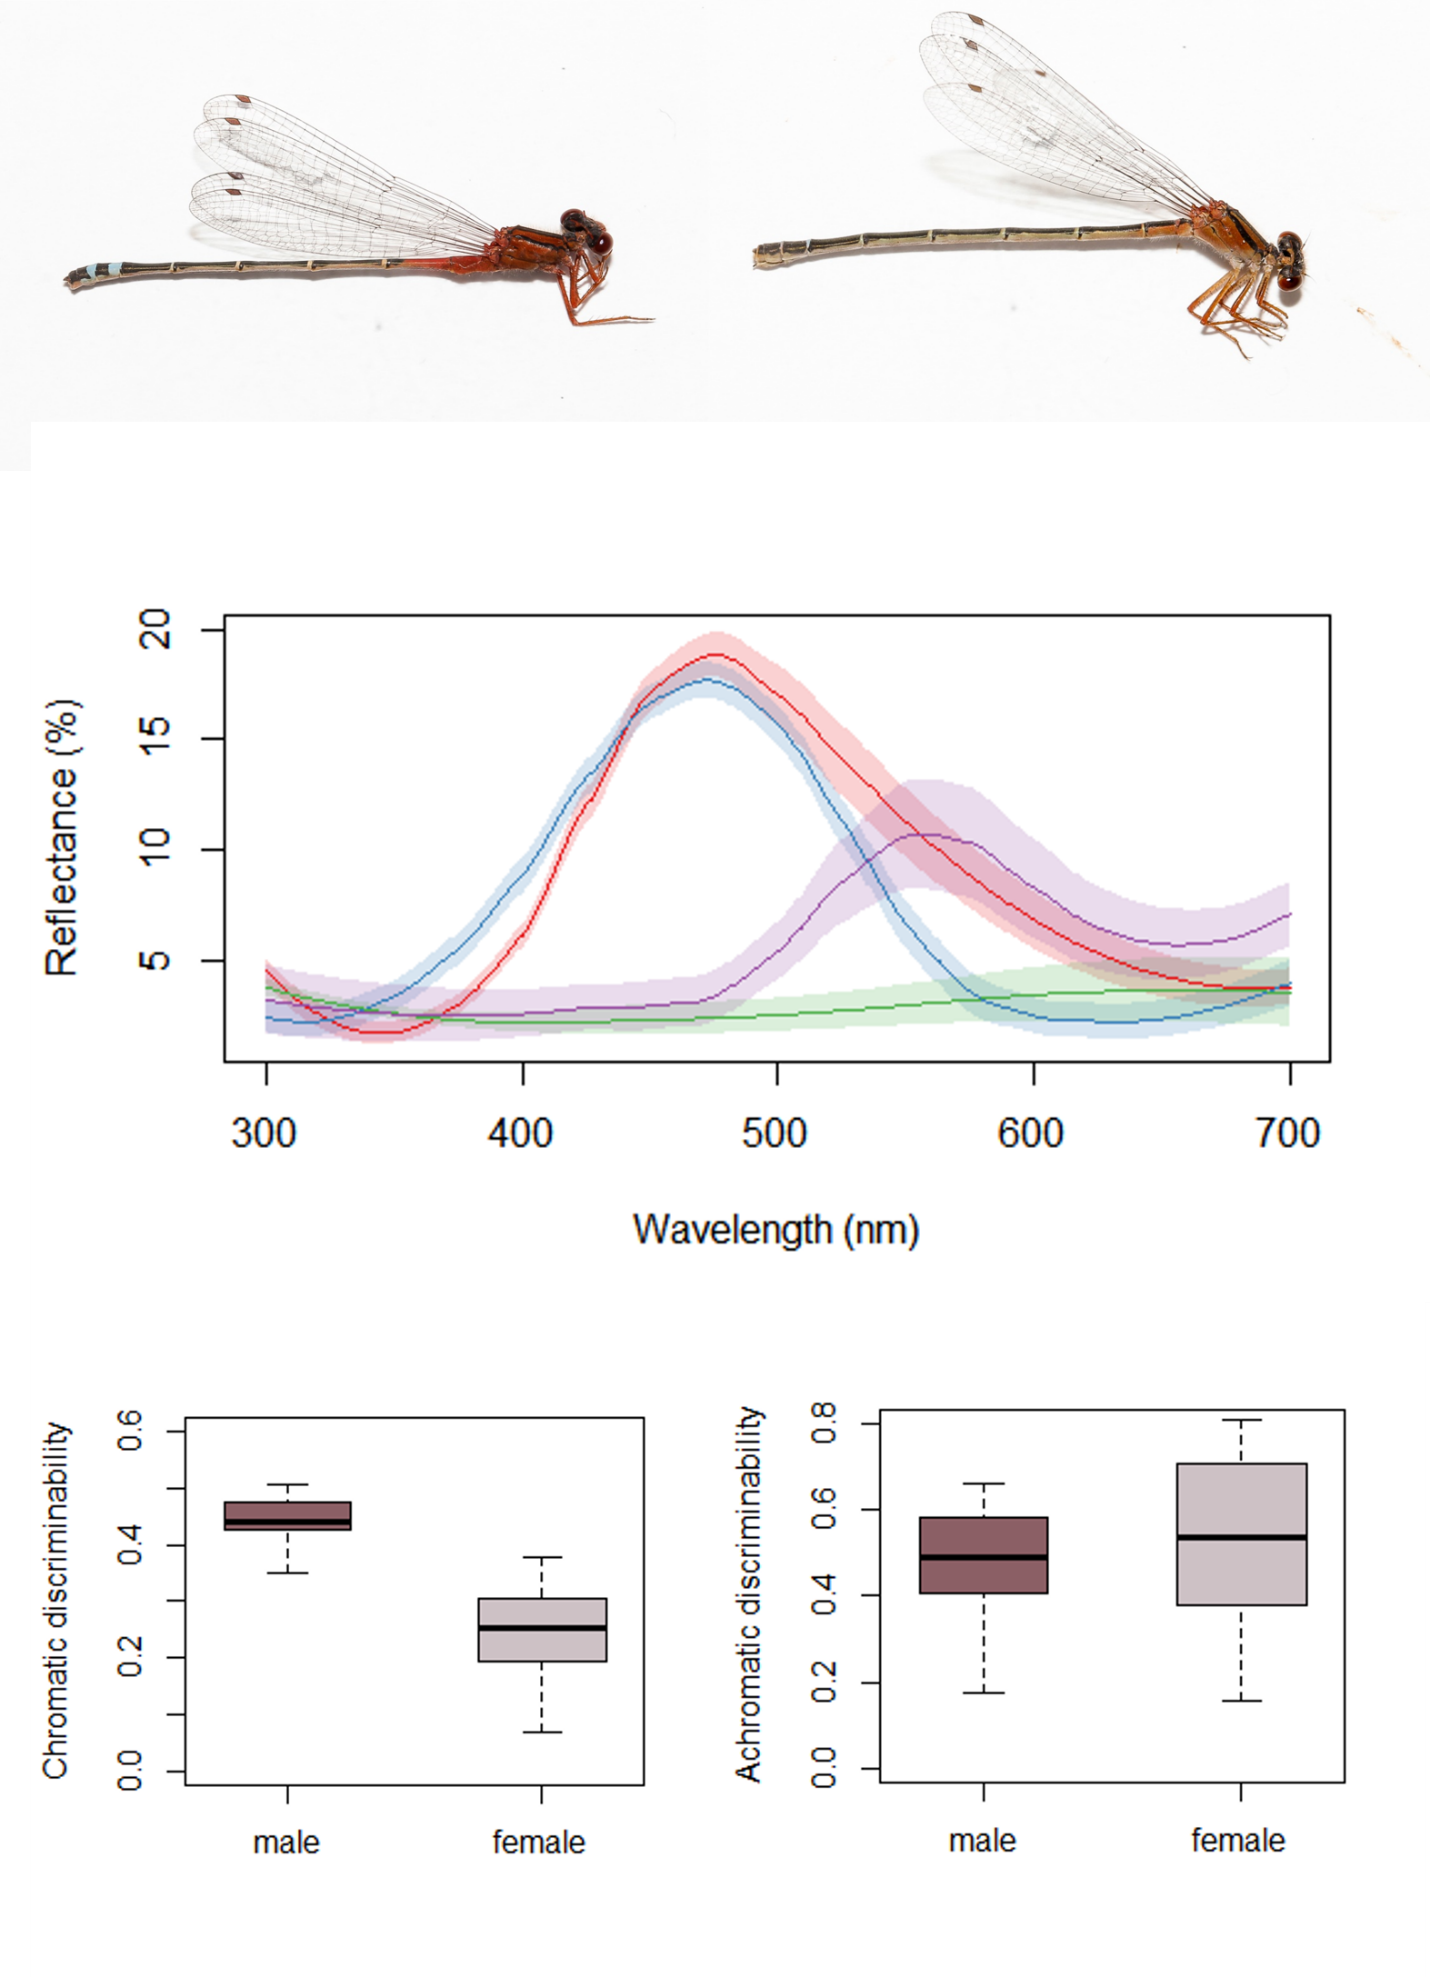 20
15
10
5
Reflectance (%)
300 400 500 600 700
Wavelength (nm)
0.6
0.4
0.2
0.0
Chromatic discriminability
male female
0.8
0.6
0.4
0.2
0.0
Achromatic discriminability
male female